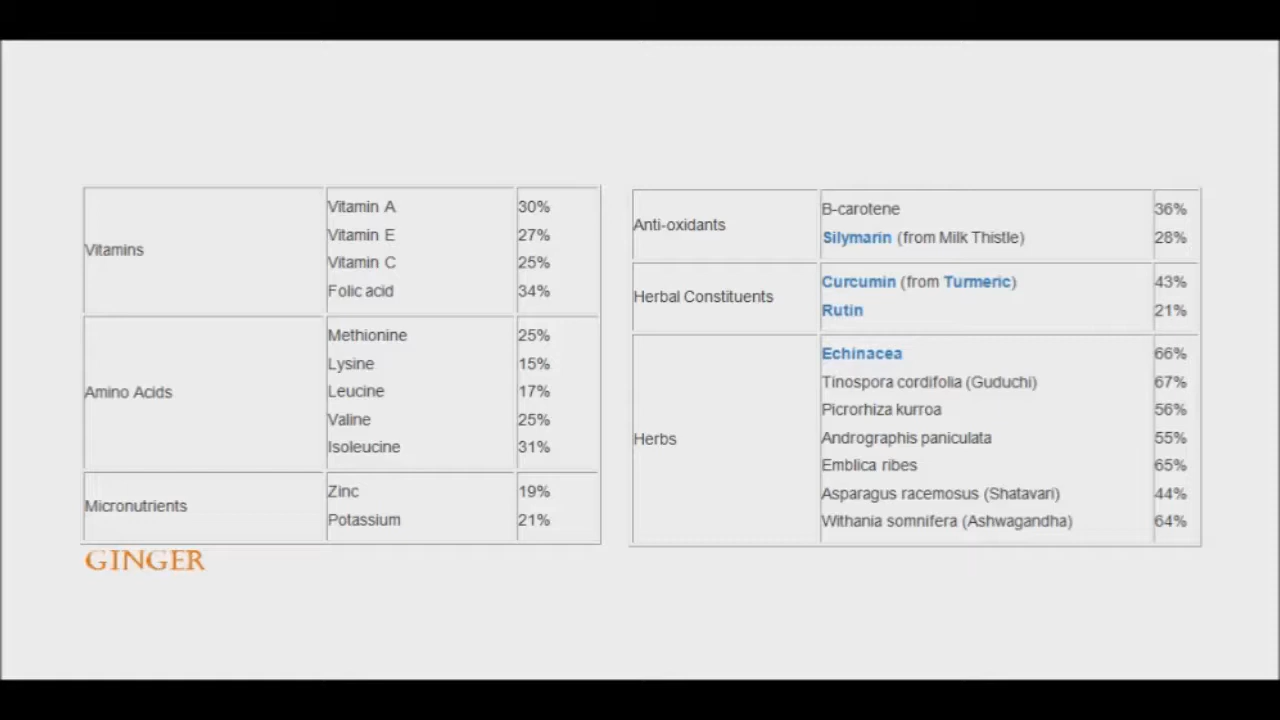 Vitamins
Vitamin A 30%
Vitamin E 27%
Vitamin C 25%
Folic acid 34%
Amino Acids
Methionine 25%
Lysine 15%
Leucine 17%
Valine 25%
Isoleucine 31%
Micronutrients
Zinc 19%
Potassium 21%
GINGER
Anti-oxidants
B-carotene 36%
Silymarin (from Milk Thistle) 28%
Herbal Constituents
Curcumin (from Turmeric) 43%
Rutin 21%
Herbs
Echinacea 66%
Tinospora cordifolia (Guduchi) 67%
Picrorhiza kurroa 56%
Andrographis paniculata 55%
Emblica ribes 65%
Asparagus racemosus (Shatavari) 44%
Withania somnifera (Ashwagandha) 64%